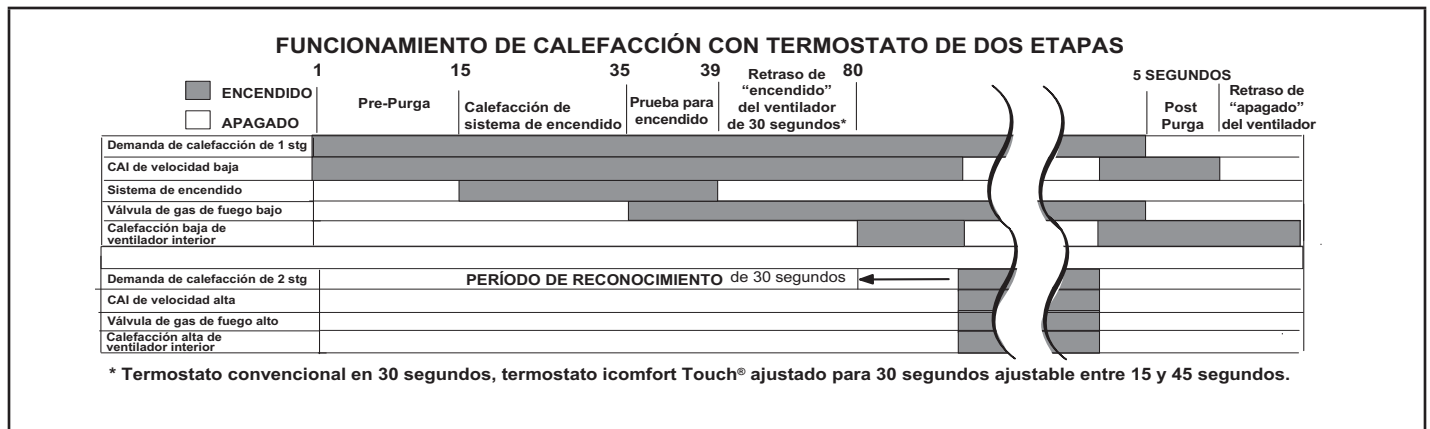 FUNCIONAMIENTO DE CALEFACCIÓN CON TERMOSTATO DE DOS ETAPAS
1 15 35 39 80 5 SEGUNDOS
ENCENDIDO
APAGADO
Pre-Purga
Calefacción de
sistema de encendido
Prueba para
encendido
Retraso de
“encendido”
del ventilador
de 30 segundos*
Post
Purga
Retraso de
“apagado”
del ventilador
Demanda de calefacción de 1 stg
CAI de velocidad baja
Sistema de encendido
Válvula de gas de fuego bajo
Calefacción baja de
ventilador interior
Demanda de calefacción de 2 stg
PERÍODO DE RECONOCIMIENTO de 30 segundos
CAI de velocidad alta
Válvula de gas de fuego alto
Calefacción alta de
ventilador interior
* Termostato convencional en 30 segundos, termostato icomfort Touch® ajustado para 30 segundos ajustable entre 15 y 45 segundos.